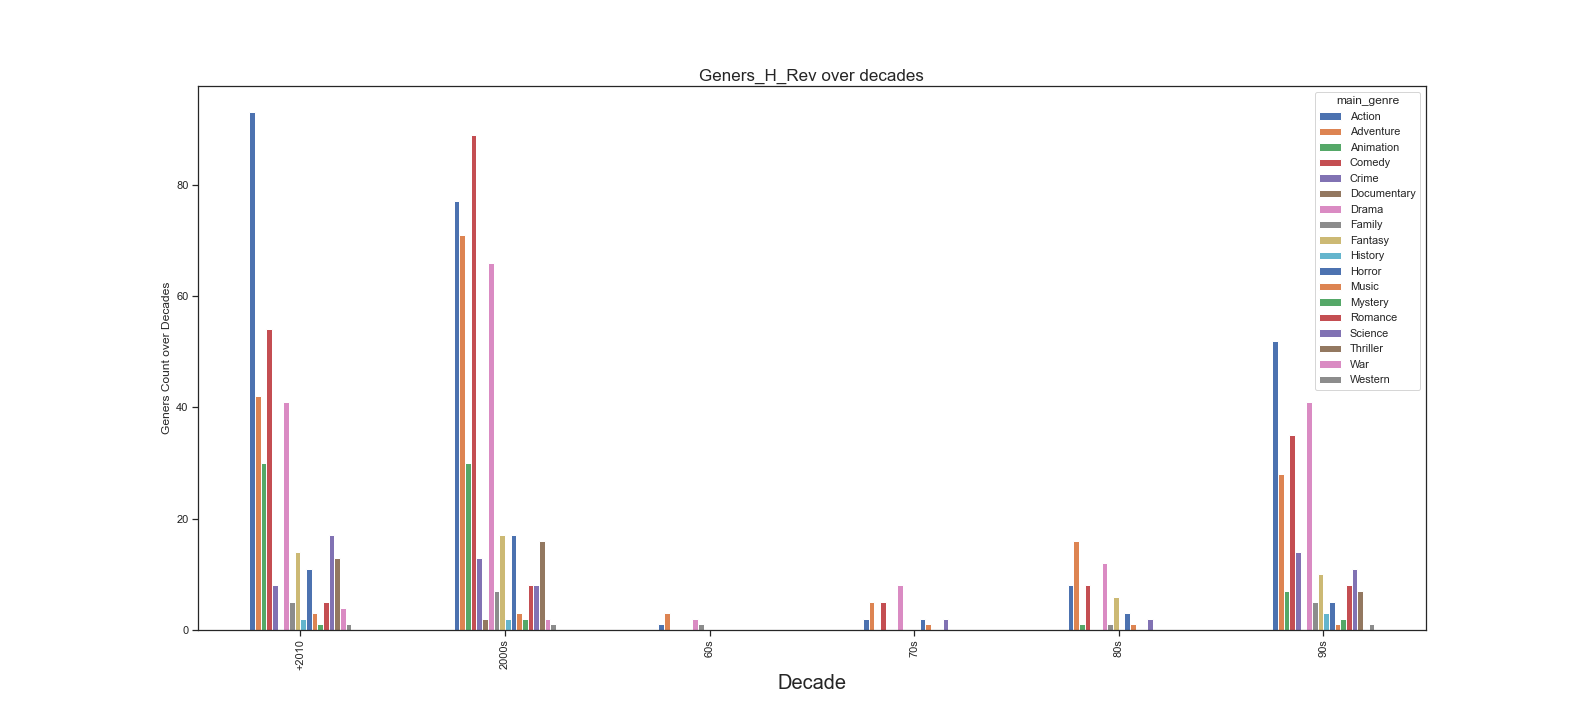 Geners_H_Rev over decades
main_genre
Action
Adventure
Animation
Comedy
Crime
Documentary
Drama
Family
Fantasy
History
Horror
Music
Mystery
Romance
Science
Thriller
War
Western
Geners Count over Decades
80
60
40
20
0
+2010
2000s
60s
70s
80s
90s
Decade